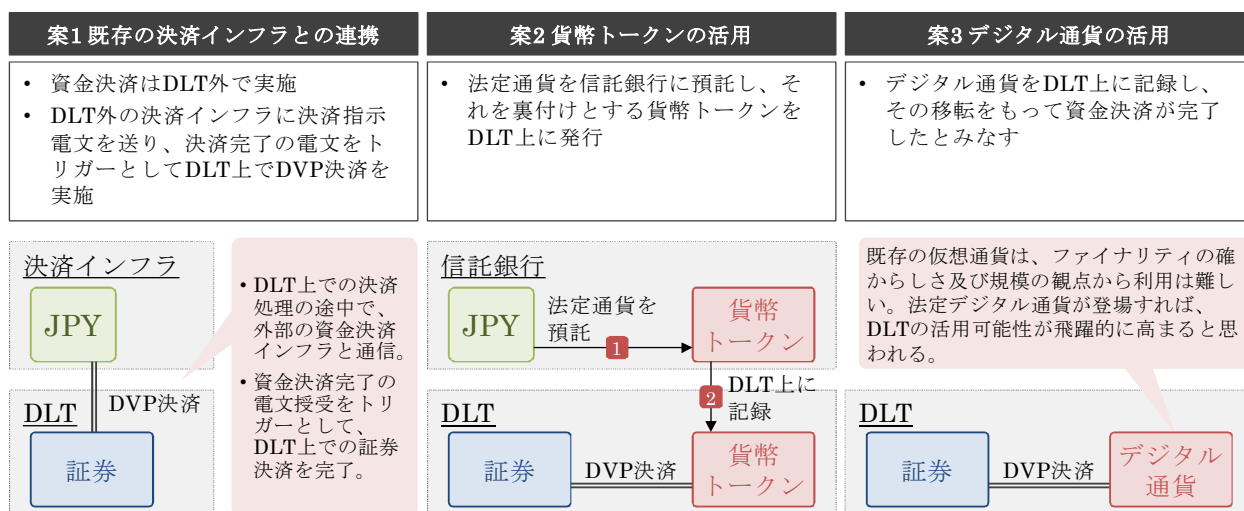 案1 既存の決済インフラとの連携
• 資金決済はDLT外で実施
• DLT外の決済インフラに決済指示
電文を送り、決済完了の電文をト
リガーとしてDLT上でDVP決済を
実施
決済インフラ
JPY
DVP決済
DLT
証券
• DLT上での決済
処理の途中で、
外部の資金決済
インフラと通信。
• 資金決済完了の
電文授受をトリ
ガーとして、
DLT上での証券
決済を完了。
案2 貨幣トークンの活用
• 法定通貨を信託銀行に預託し、そ
れを裏付けとする貨幣トークンを
DLT上に発行
信託銀行
JPY
法定通貨を
預託
1
貨幣
トークン
2
DLT上に
記録
DLT
証券
DVP決済
貨幣
トークン
案3 デジタル通貨の活用
• デジタル通貨をDLT上に記録し、
その移転をもって資金決済が完了
したとみなす
既存の仮想通貨は、ファイナリティの確
からしさ及び規模の観点から利用は難し
い。法定デジタル通貨が登場すれば、
DLTの活用可能性が飛躍的に高まると思
われる。
DLT
証券
DVP決済
デジタル
通貨